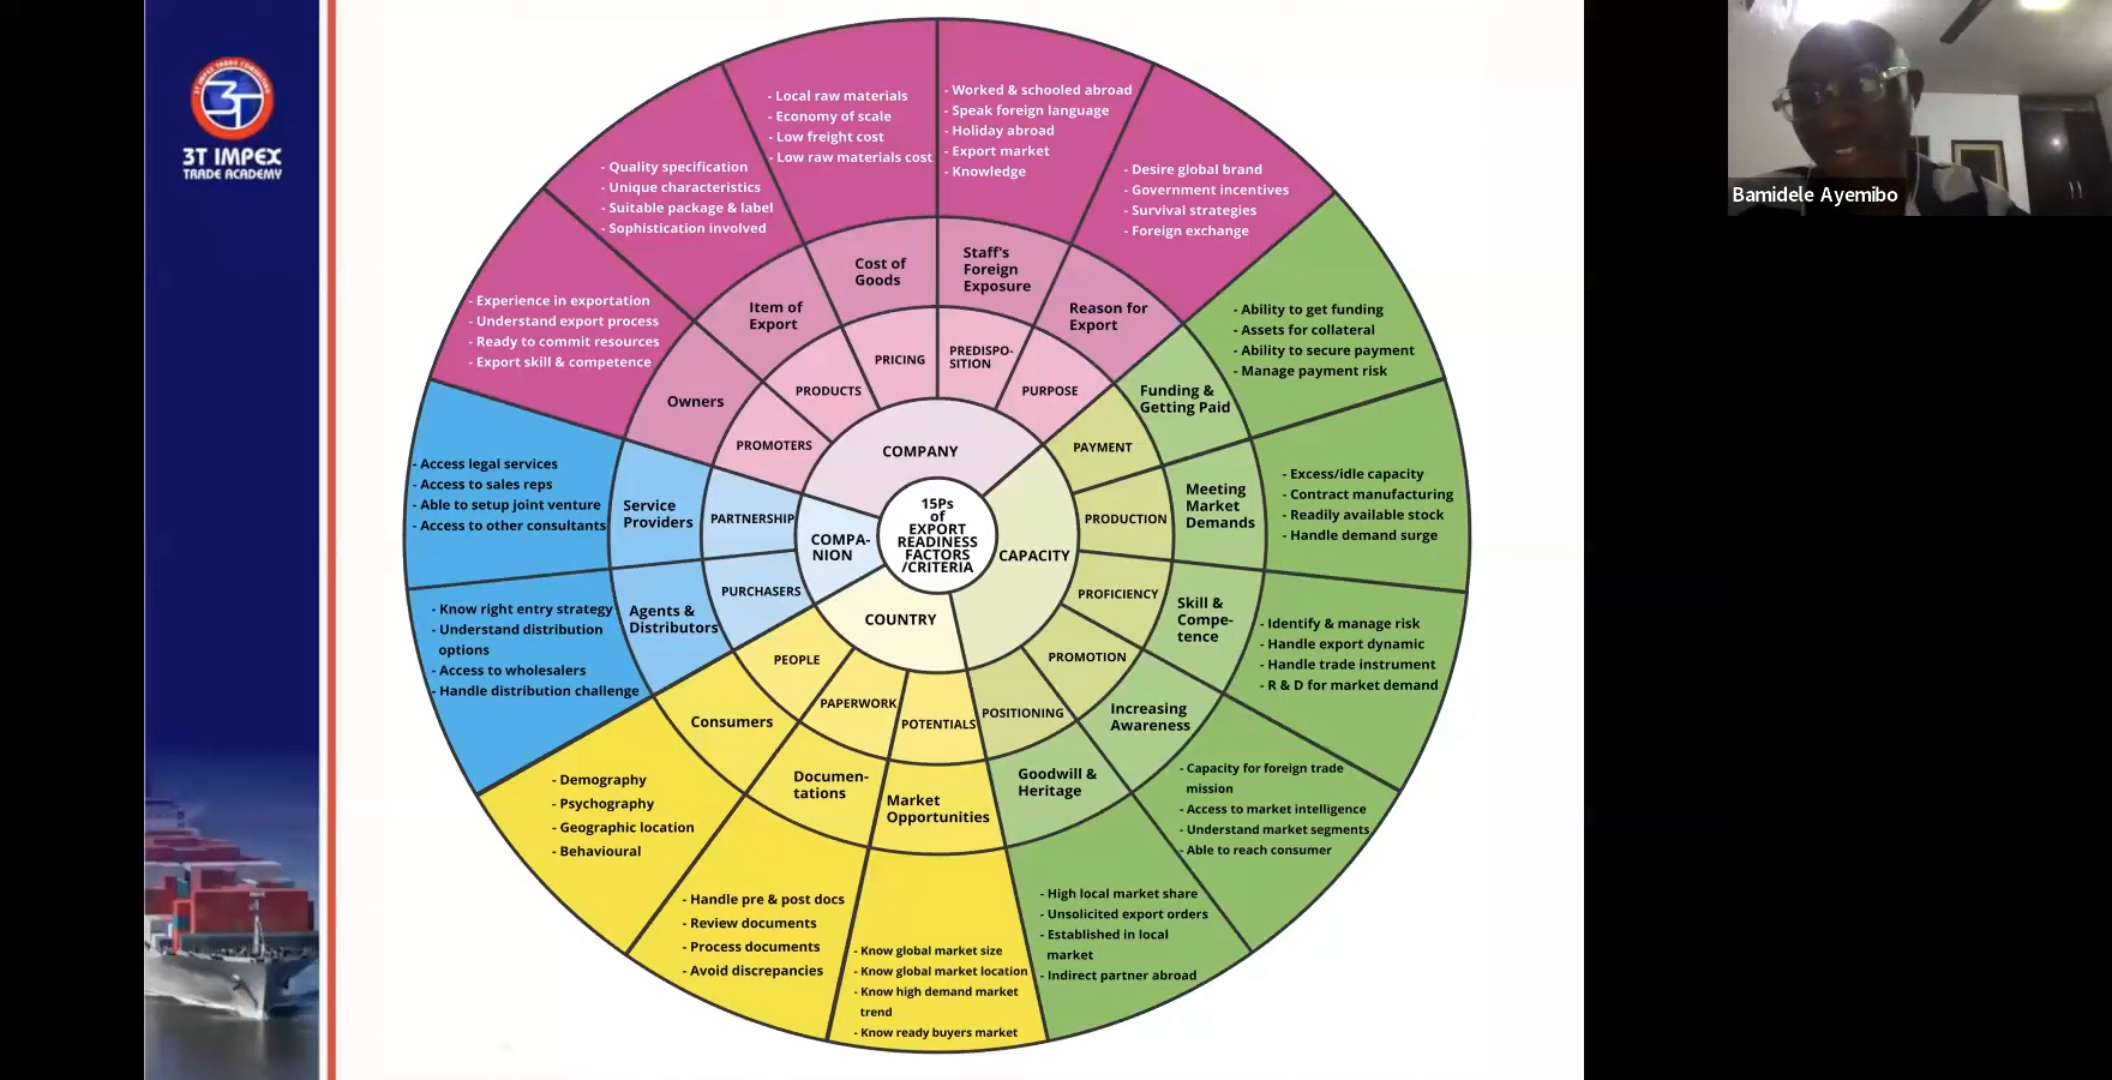 3T IMPEX TRADE CONSULTING
3T
3T IMPEX
TRADE ACADEMY
Bamidele Ayemibo
15Ps
of
EXPORT
READINESS
FACTORS
/CRITERIA
COMPANY
PROMOTERS
Owners
- Experience in exportation
- Understand export process
- Ready to commit resources
- Export skill & competence
PRODUCTS
Item of
Export
- Quality specification
- Unique characteristics
- Suitable package & label
- Sophistication involved
PRICING
Cost of
Goods
- Local raw materials
- Economy of scale
- Low freight cost
- Low raw materials cost
PREDISPO-
SITION
Staff's
Foreign
Exposure
- Worked & schooled abroad
- Speak foreign language
- Holiday abroad
- Export market
- Knowledge
PURPOSE
Reason for
Export
- Desire global brand
- Government incentives
- Survival strategies
- Foreign exchange
CAPACITY
PAYMENT
Funding &
Getting Paid
- Ability to get funding
- Assets for collateral
- Ability to secure payment
- Manage payment risk
PRODUCTION
Meeting
Market
Demands
- Excess/idle capacity
- Contract manufacturing
- Readily available stock
- Handle demand surge
PROFICIENCY
Skill &
Compe-
tence
- Identify & manage risk
- Handle export dynamic
- Handle trade instrument
- R & D for market demand
PROMOTION
Increasing
Awareness
- Capacity for foreign trade
mission
- Access to market intelligence
- Understand market segments
- Able to reach consumer
POSITIONING
Goodwill &
Heritage
- High local market share
- Unsolicited export orders
- Established in local
market
- Indirect partner abroad
COUNTRY
POTENTIALS
Market
Opportunities
- Know global market size
- Know global market location
- Know high demand market
trend
- Know ready buyers market
PAPERWORK
Documen-
tations
- Handle pre & post docs
- Review documents
- Process documents
- Avoid discrepancies
PEOPLE
Consumers
- Demography
- Psychography
- Geographic location
- Behavioural
COMPA-
NION
PURCHASERS
Agents &
Distributors
- Know right entry strategy
- Understand distribution
options
- Access to wholesalers
- Handle distribution challenge
PARTNERSHIP
Service
Providers
- Access legal services
- Access to sales reps
- Able to setup joint venture
- Access to other consultants